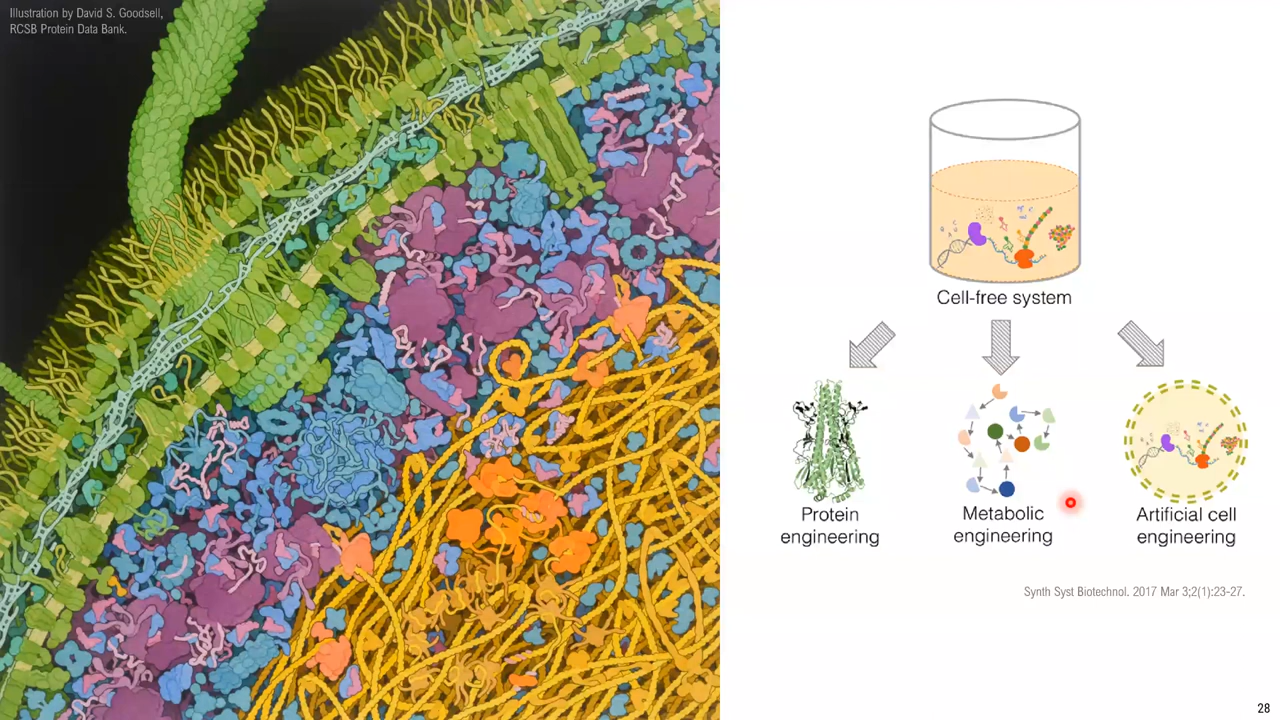 Illustration by David S. Goodsell,
RCSB Protein Data Bank.
Cell-free system
Protein
engineering
Metabolic
engineering
Artificial cell
engineering
Synth Syst Biotechnol. 2017 Mar 3;2(1):23-27.
28